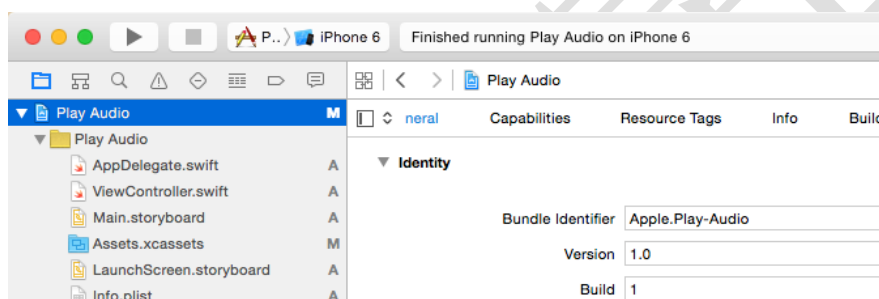 P.. iPhone 6 Finished running Play Audio on iPhone 6
Play Audio
Play Audio M
neral Capabilities Resource Tags Info Build
Play Audio
Identity
AppDelegate.swift A
ViewController.swift A
Main.storyboard A
Bundle Identifier Apple.Play-Audio
Assets.xcassets M
Version 1.0
LaunchScreen.storyboard A
Build 1
Info.plist A